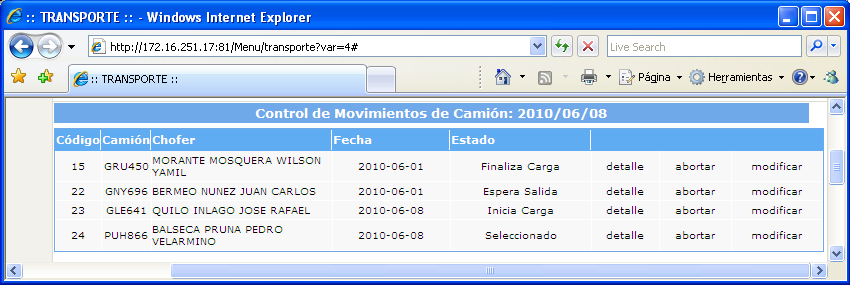 :: TRANSPORTE :: - Windows Internet Explorer
http://172.16.251.17:81/Menu/transporte?var=4#
Live Search
:: TRANSPORTE ::
Página
Herramientas
Control de Movimientos de Camión: 2010/06/08
Código Camión Chofer Fecha Estado
15 GRU450 MORANTE MOSQUERA WILSON YAMIL 2010-06-01 Finaliza Carga detalle abortar modificar
22 GNY696 BERMEO NUNEZ JUAN CARLOS 2010-06-01 Espera Salida detalle abortar modificar
23 GLE641 QUILO INLAGO JOSE RAFAEL 2010-06-08 Inicia Carga detalle abortar modificar
24 PUH866 BALSECA PRUNA PEDRO VELARMINO 2010-06-08 Seleccionado detalle abortar modificar